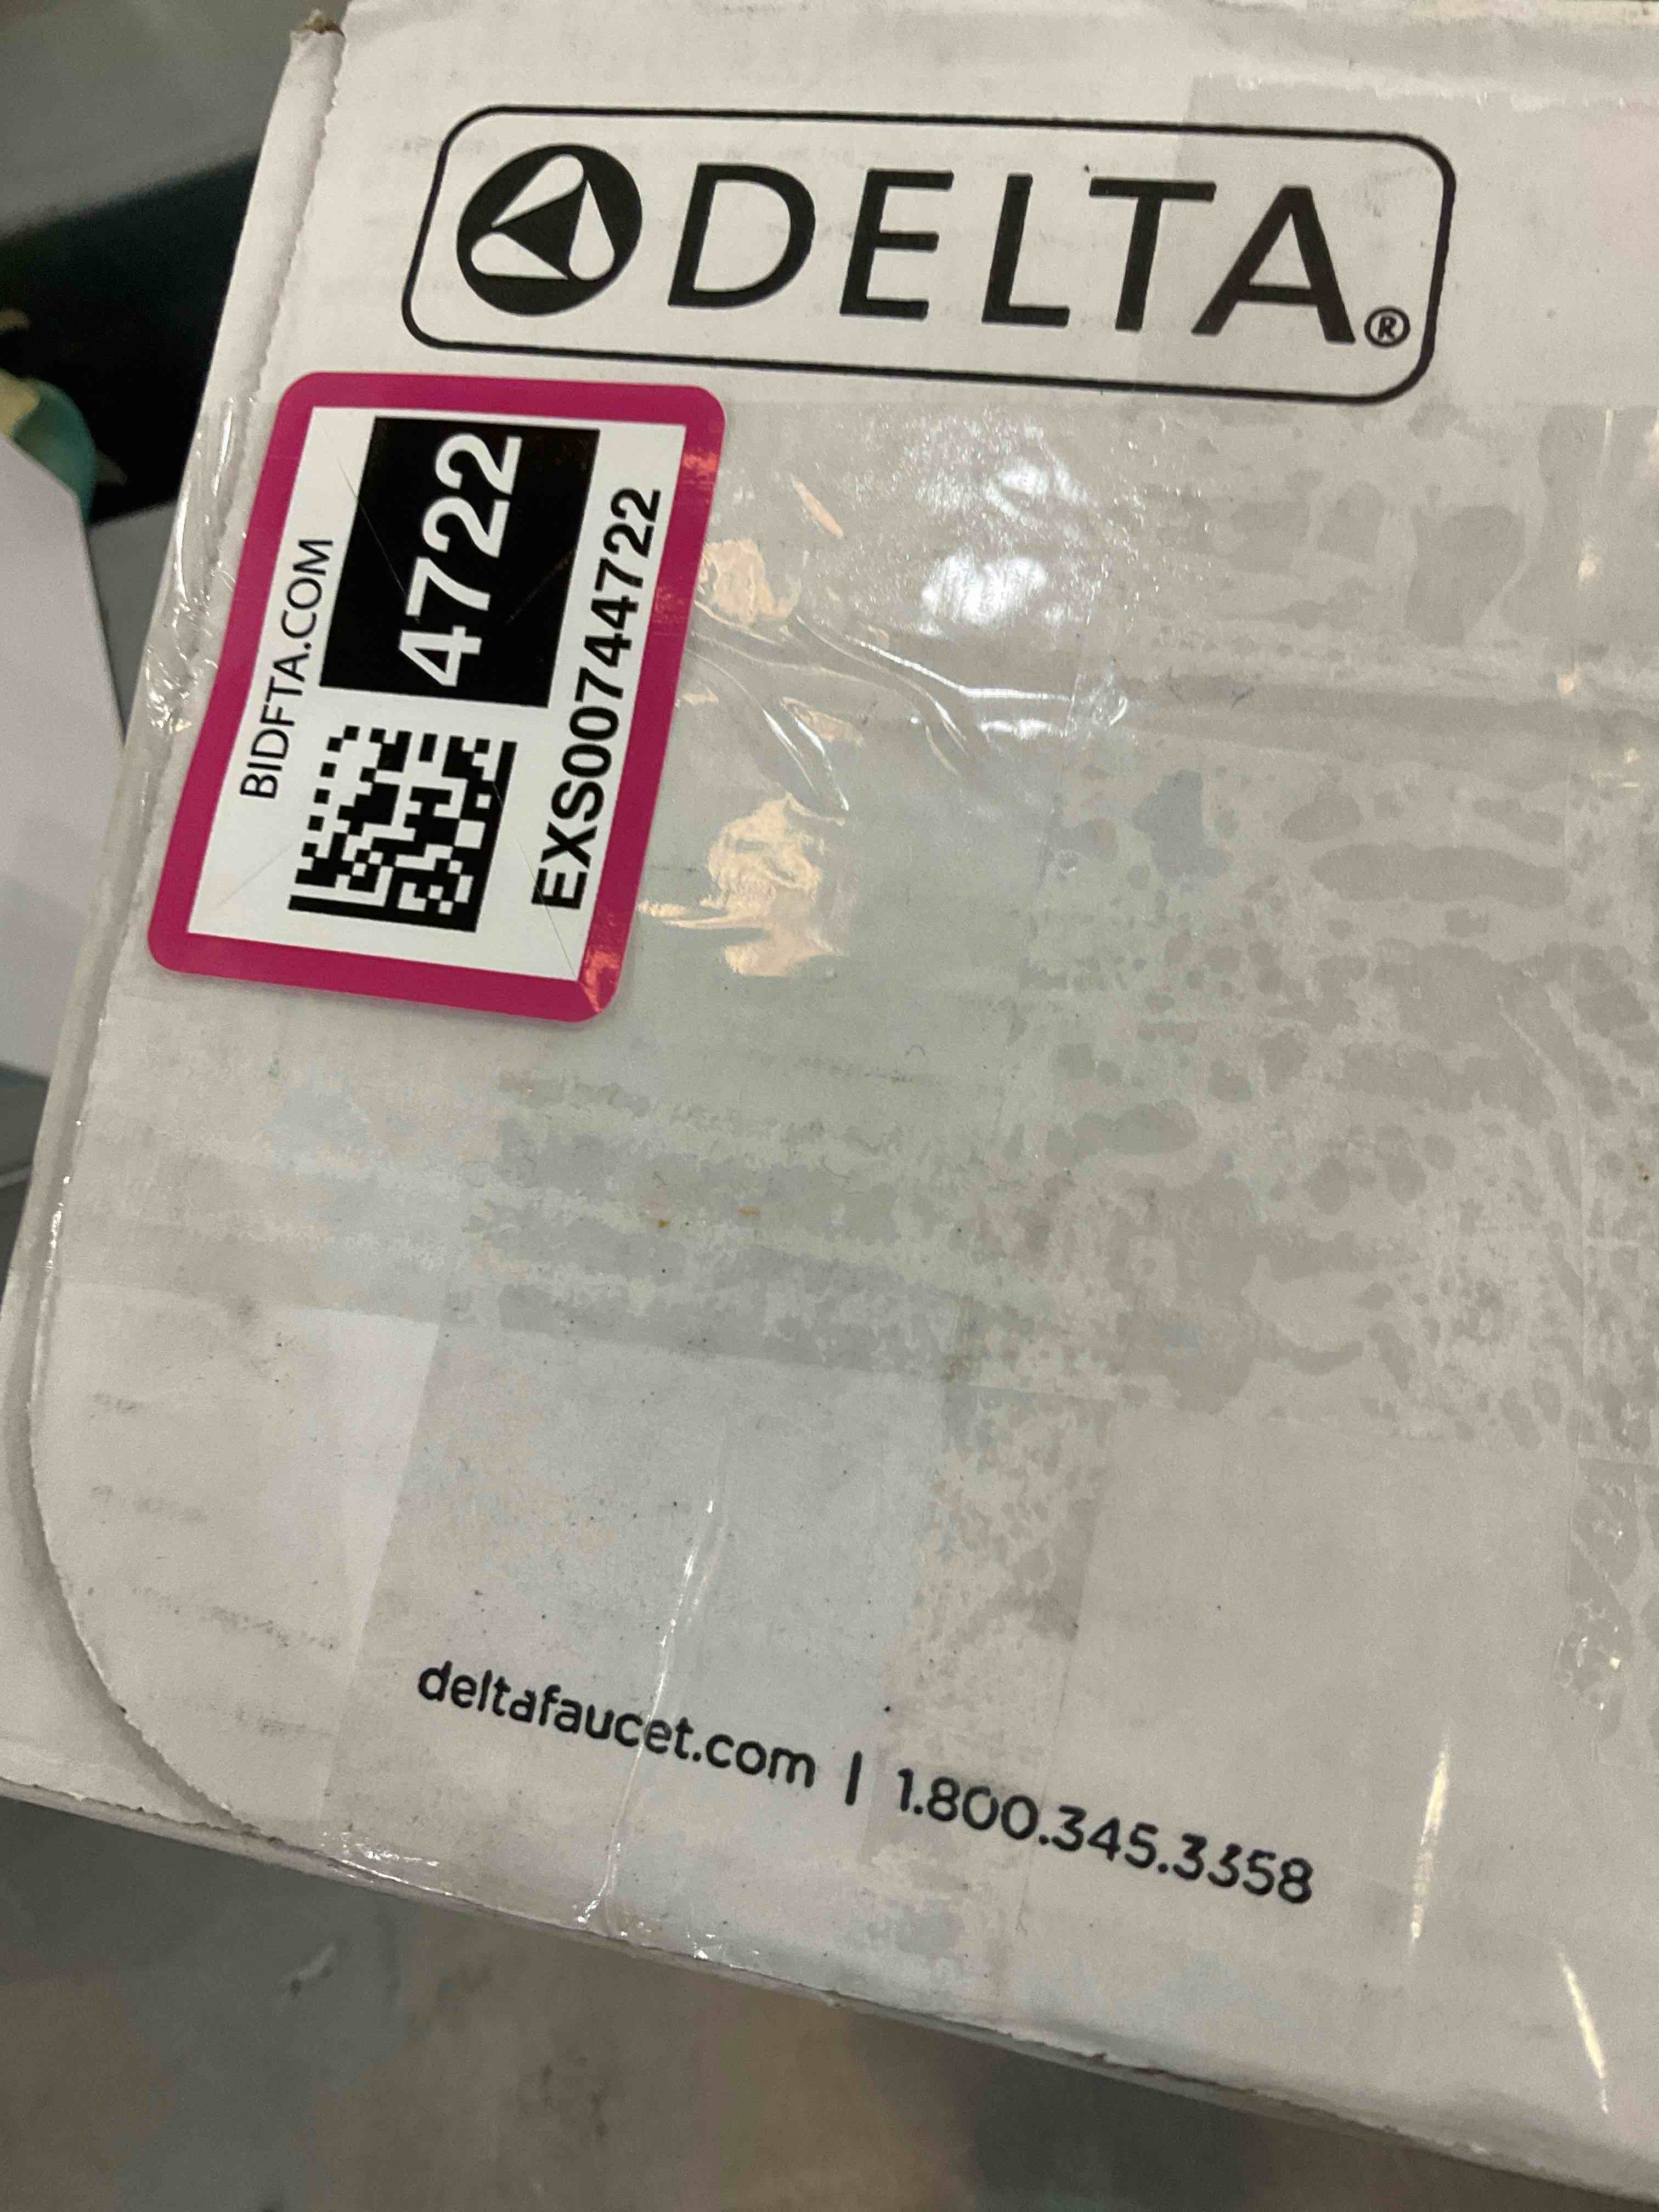 DELTA®
BIDFTA.COM
4722
EXS00744722
deltafaucet.com | 1.800.345.3358